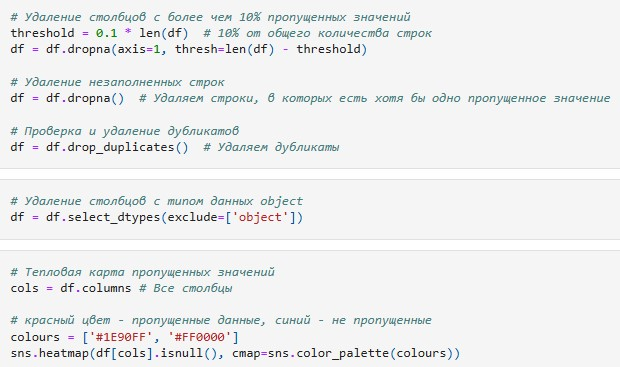 # Удаление столбцов с более чем 10% пропущенных значений
threshold = 0.1 * len(df)  # 10% от общего количества строк
df = df.dropna(axis=1, thresh=len(df) - threshold)
# Удаление незаполненных строк
df = df.dropna()  # Удаляем строки, в которых есть хотя бы одно пропущенное значение
# Проверка и удаление дубликатов
df = df.drop_duplicates()  # Удаляем дубликаты
# Удаление столбцов с типом данных object
df = df.select_dtypes(exclude=['object'])
# Тепловая карта пропущенных значений
cols = df.columns # Все столбцы
# красный цвет - пропущенные данные, синий - не пропущенные
colours = ['#1E90FF', '#FF0000']
sns.heatmap(df[cols].isnull(), cmap=sns.color_palette(colours))